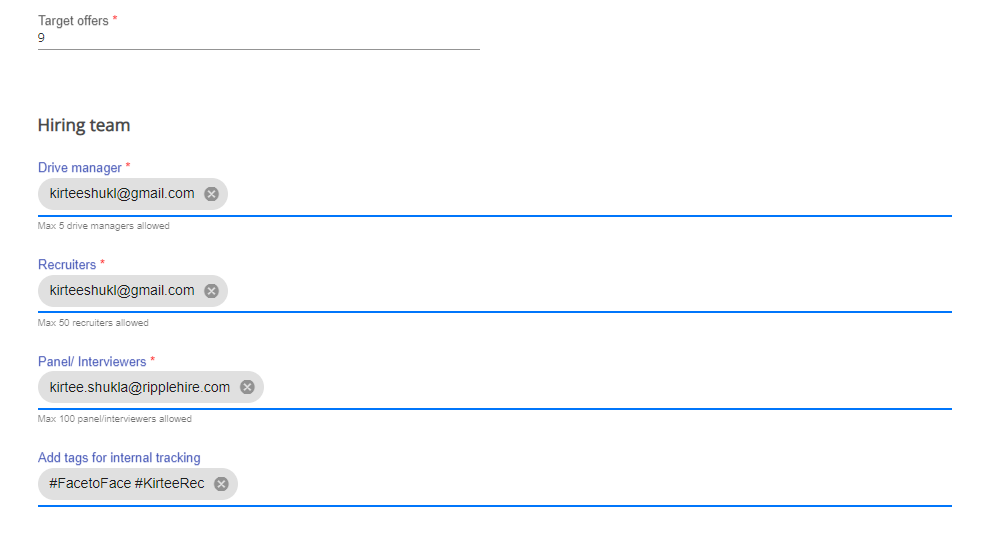 Target offers *
9
Hiring team
Drive manager *
kirteeshukl@gmail.com
Max 5 drive managers allowed
Recruiters *
kirteeshukl@gmail.com
Max 50 recruiters allowed
Panel/ Interviewers *
kirtee.shukla@ripplehire.com
Max 100 panel/interviewers allowed
Add tags for internal tracking
#FacetoFace #KirteeRec